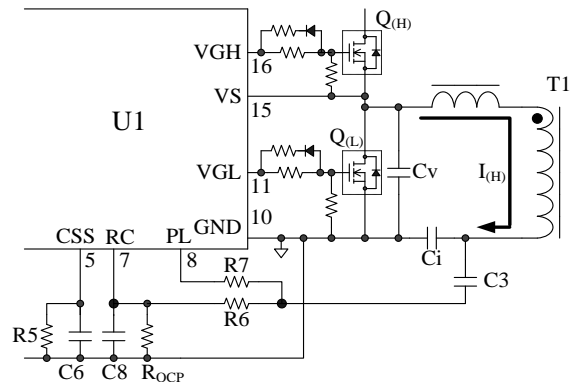 Q(H)
VGH
16
T1
VS
15
U1
Q(L)
VGL
11
Cv
I(H)
GND
10
CSS
RC
PL
5
7
8
Ci
R7
C3
R5
R6
C6
C8
ROCP